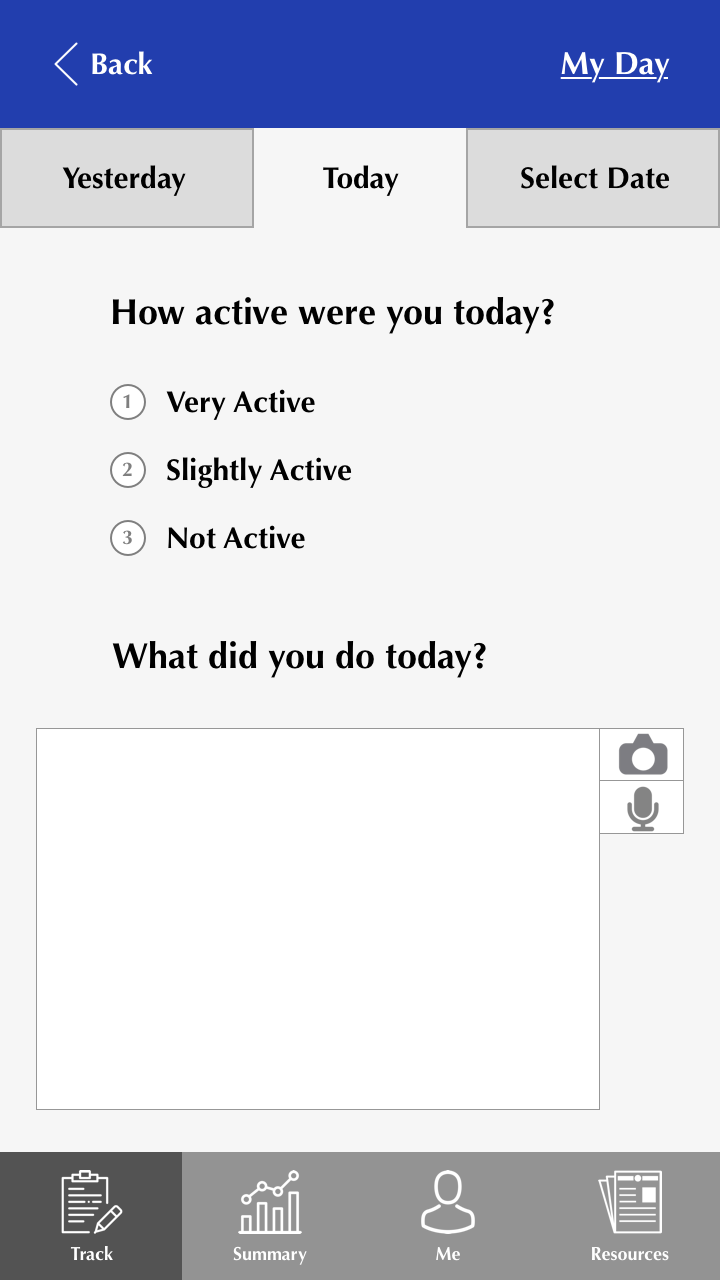 Back
My Day
Yesterday
Today
Select Date
How active were you today?
1 Very Active
2 Slightly Active
3 Not Active
What did you do today?
Track
Summary
Me
Resources